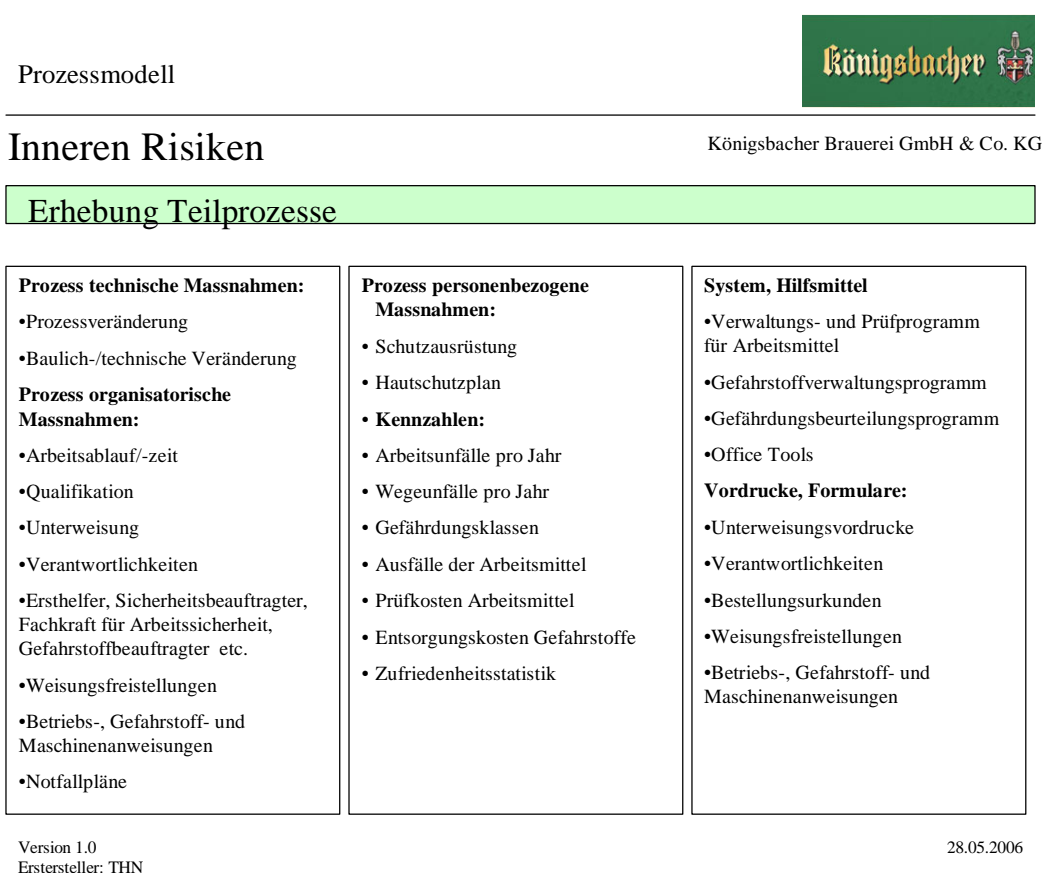 Prozessmodell
Königsbacher
Inneren Risiken
Königsbacher Brauerei GmbH & Co. KG
Erhebung Teilprozesse
Prozess technische Massnahmen:
•Prozessveränderung
•Baulich-/technische Veränderung
Prozess organisatorische
Massnahmen:
•Arbeitsablauf/-zeit
•Qualifikation
•Unterweisung
•Verantwortlichkeiten
•Ersthelfer, Sicherheitsbeauftragter,
Fachkraft für Arbeitssicherheit,
Gefahrstoffbeauftragter etc.
•Weisungsfreistellungen
•Betriebs-, Gefahrstoff- und
Maschinenanweisungen
•Notfallpläne
Prozess personenbezogene
Massnahmen:
• Schutzausrüstung
• Hautschutzplan
• Kennzahlen:
• Arbeitsunfälle pro Jahr
• Wegeunfälle pro Jahr
• Gefährdungsklassen
• Ausfälle der Arbeitsmittel
• Prüfkosten Arbeitsmittel
• Entsorgungskosten Gefahrstoffe
• Zufriedenheitsstatistik
System, Hilfsmittel
•Verwaltungs- und Prüfprogramm
für Arbeitsmittel
•Gefahrstoffverwaltungsprogramm
•Gefährdungsbeurteilungsprogramm
•Office Tools
Vordrucke, Formulare:
•Unterweisungsvordrucke
•Verantwortlichkeiten
•Bestellungsurkunden
•Weisungsfreistellungen
•Betriebs-, Gefahrstoff- und
Maschinenanweisungen
Version 1.0
Erstersteller: THN
28.05.2006